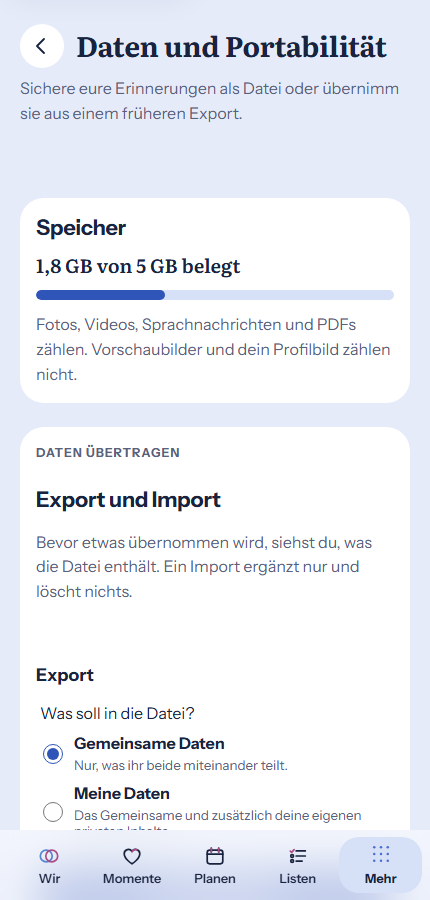 Daten und Portabilität
Sichere eure Erinnerungen als Datei oder übernimm
sie aus einem früheren Export.
Speicher
1,8 GB von 5 GB belegt
Fotos, Videos, Sprachnachrichten und PDFs
zählen. Vorschaubilder und dein Profilbild zählen
nicht.
DATEN ÜBERTRAGEN
Export und Import
Bevor etwas übernommen wird, siehst du, was
die Datei enthält. Ein Import ergänzt nur und
löscht nichts.
Export
Was soll in die Datei?
Gemeinsame Daten
Nur, was ihr beide miteinander teilt.
Meine Daten
Das Gemeinsame und zusätzlich deine eigenen
Wir
Momente
Planen
Listen
Mehr